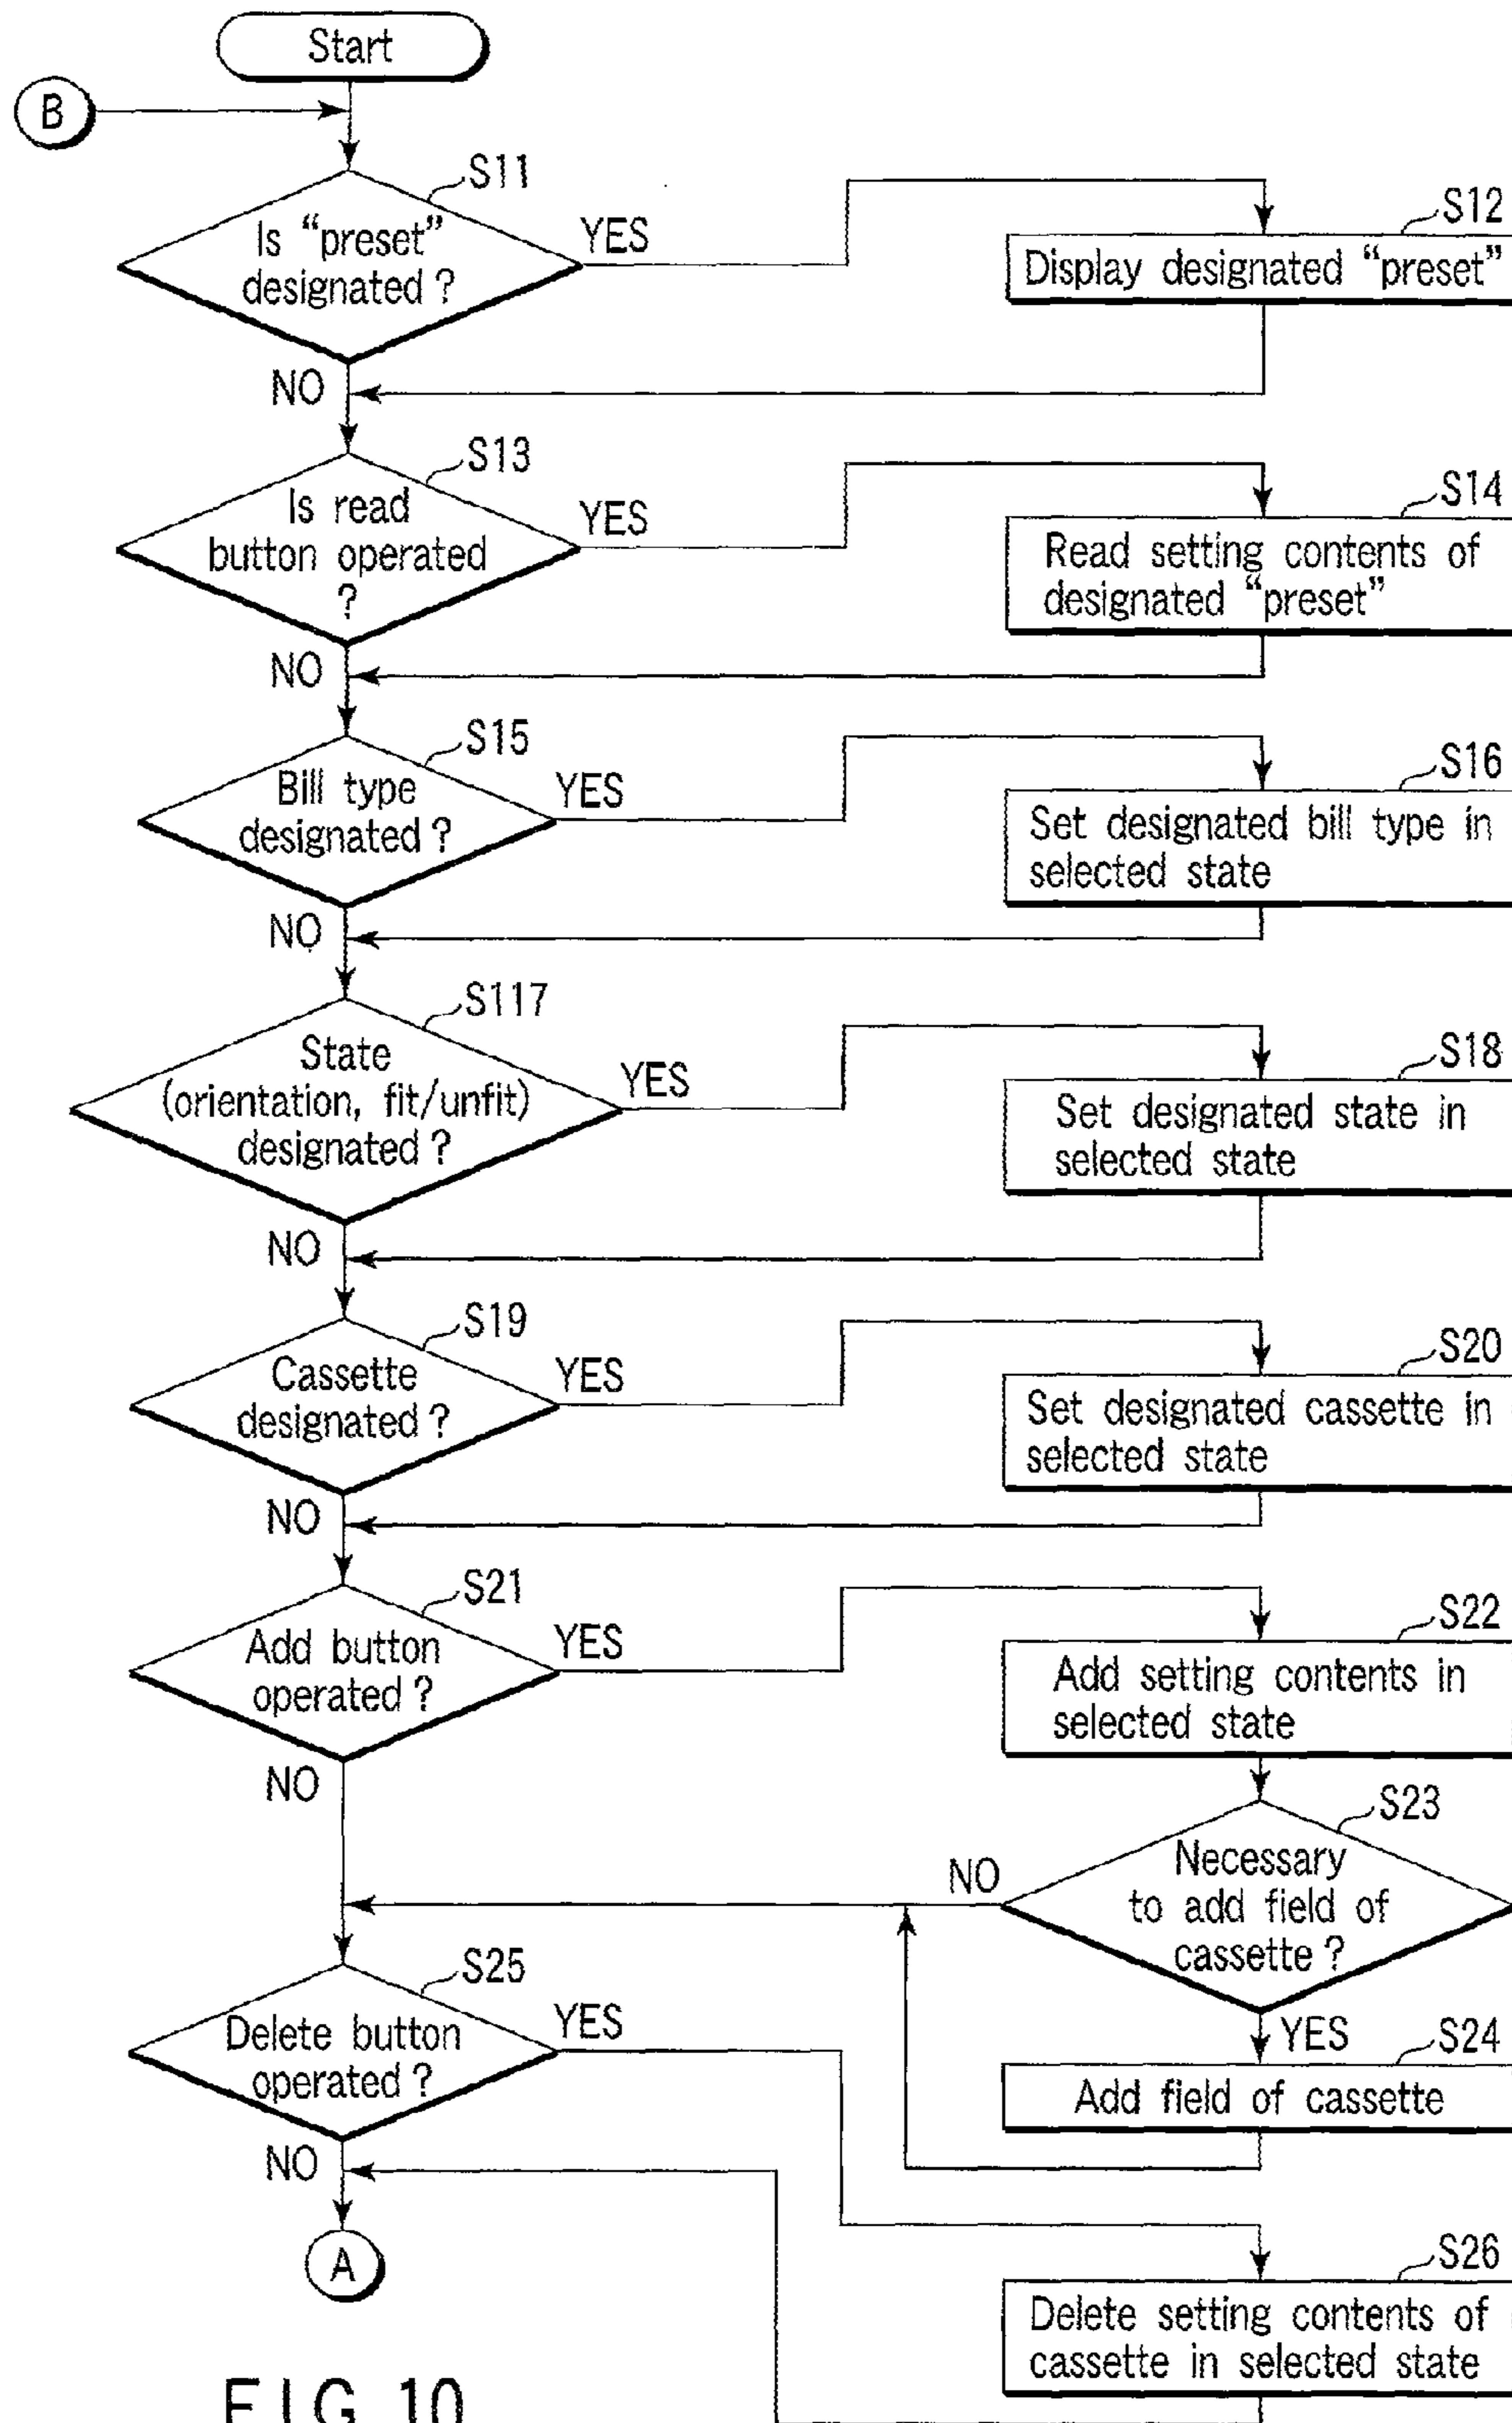 Start
B
S11
Is “preset”
designated ?
YES
NO
S12
Display designated “preset”
S13
Is read
button operated
?
YES
NO
S14
Read setting contents of
designated “preset”
S15
Bill type
designated ?
YES
NO
S16
Set designated bill type in
selected state
S117
State
(orientation, fit/unfit)
designated ?
YES
NO
S18
Set designated state in
selected state
S19
Cassette
designated ?
YES
NO
S20
Set designated cassette in
selected state
S21
Add button
operated ?
YES
NO
S22
Add setting contents in
selected state
S23
Necessary
to add field of
cassette ?
NO
YES
S24
Add field of cassette
S25
Delete button
operated ?
YES
NO
A
S26
Delete setting contents of
cassette in selected state
FIG. 10